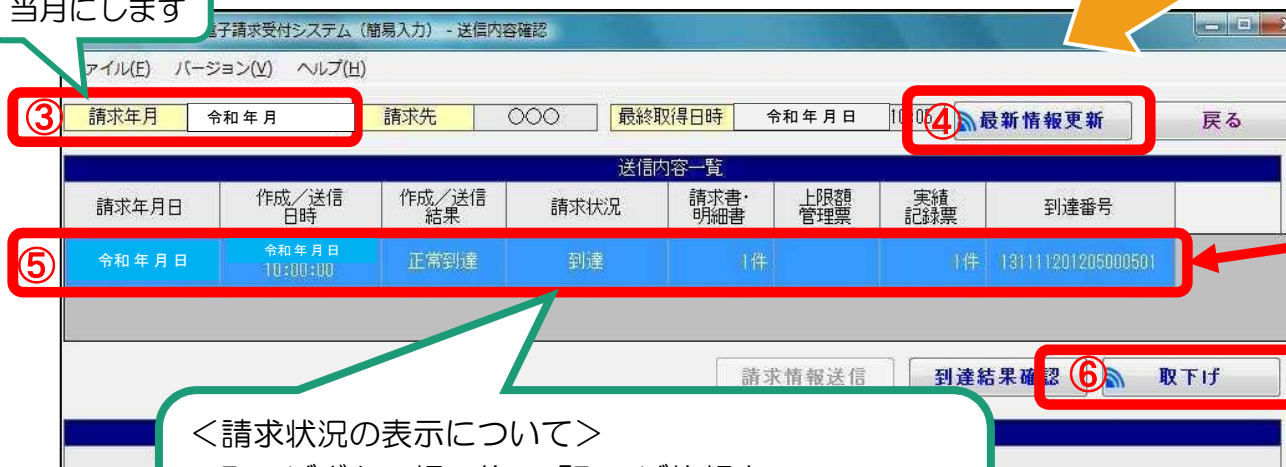 当月にします
電子請求受付システム（簡易入力） - 送信内容確認
ァイル(F) バージョン(V) ヘルプ(H)
③ 請求年月 令和 年 月 請求先 〇〇〇 最終取得日時 令和 年 月 日 ④ 最新情報更新 戻る
送信内容一覧
請求年月日 作成／送信日時 作成／送信結果 請求状況 請求書・明細書 上限額管理票 実績記録票 到達番号
⑤ 令和 年 月 日 令和 年 月 日 10:00:00 正常到達 到達 1件 1件 131111201205000501
請求情報送信 到達結果確認 ⑥ 取下げ
＜請求状況の表示について＞